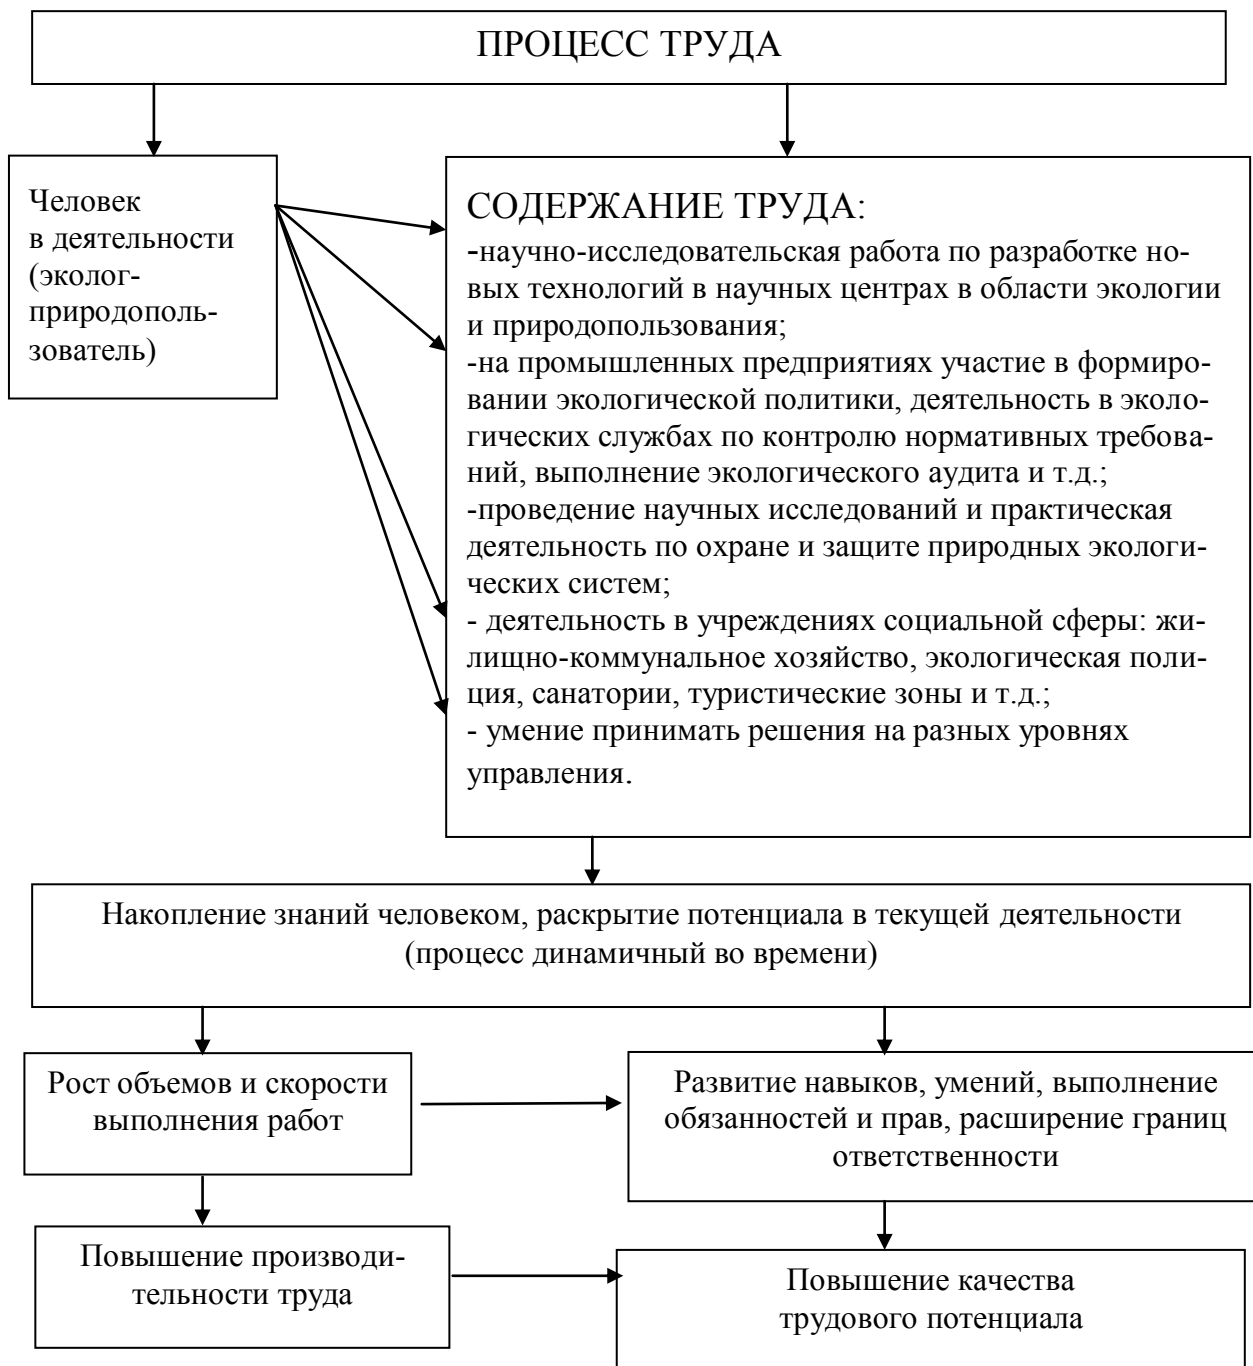 ПРОЦЕСС ТРУДА
Человек
в деятельности
(эколог-
природополь-
зователь)
СОДЕРЖАНИЕ ТРУДА:
-научно-исследовательская работа по разработке но-
вых технологий в научных центрах в области экологии
и природопользования;
-на промышленных предприятиях участие в формиро-
вании экологической политики, деятельность в эколо-
гических службах по контролю нормативных требова-
ний, выполнение экологического аудита и т.д.;
-проведение научных исследований и практическая
деятельность по охране и защите природных экологи-
ческих систем;
- деятельность в учреждениях социальной сферы: жи-
лищно-коммунальное хозяйство, экологическая поли-
ция, санатории, туристические зоны и т.д.;
- умение принимать решения на разных уровнях
управления.
Накопление знаний человеком, раскрытие потенциала в текущей деятельности
(процесс динамичный во времени)
Рост объемов и скорости
выполнения работ
Развитие навыков, умений, выполнение
обязанностей и прав, расширение границ
ответственности
Повышение производи-
тельности труда
Повышение качества
трудового потенциала